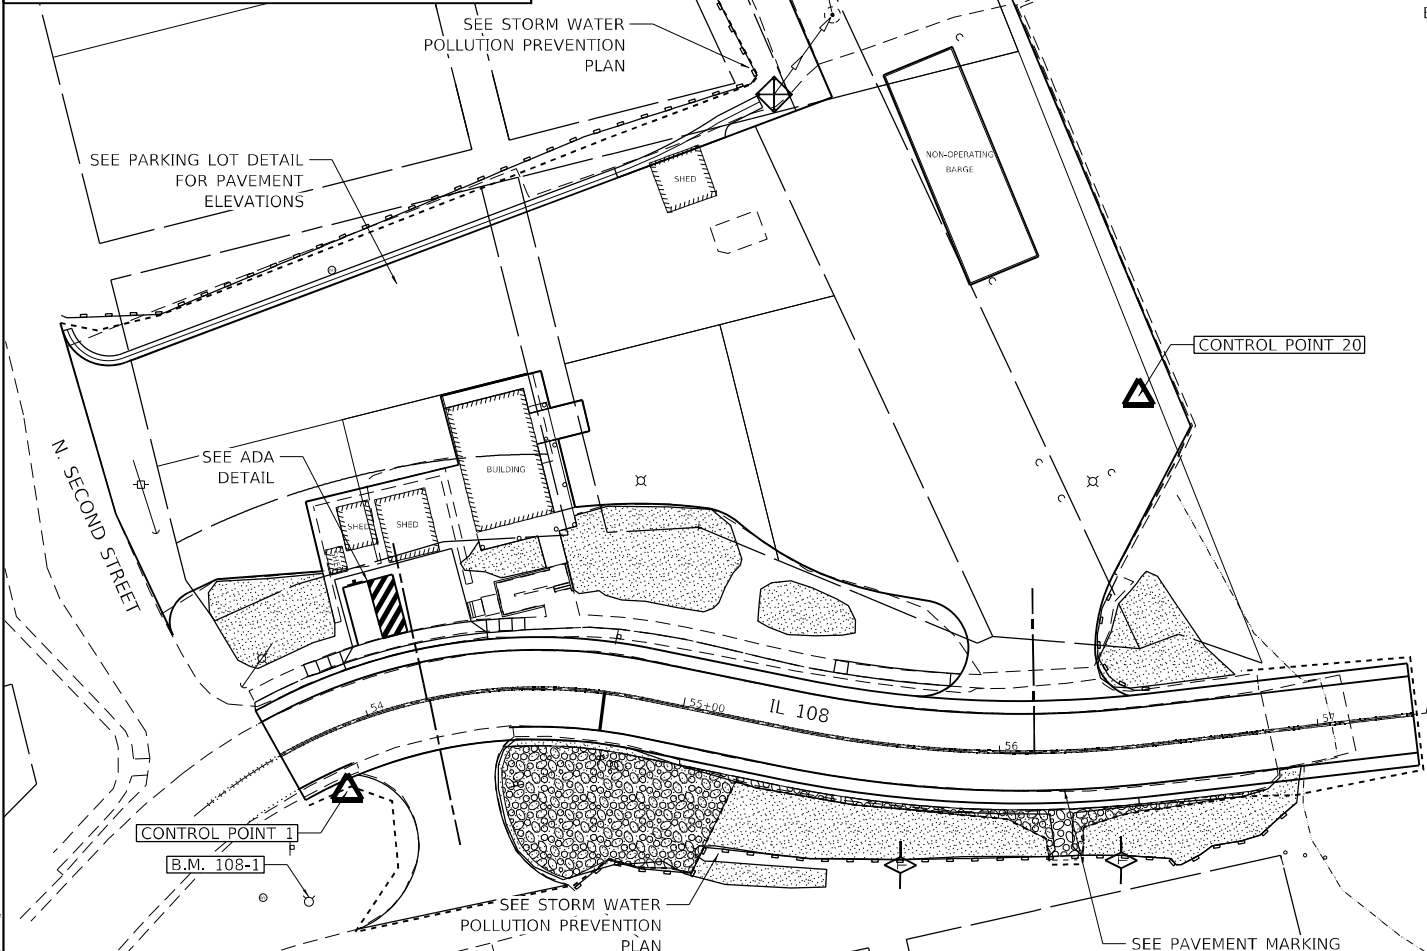 SEE STORM WATER
POLLUTION PREVENTION
PLAN
SEE PARKING LOT DETAIL
FOR PAVEMENT
ELEVATIONS
SHED
NON-OPERATING
BARGE
CONTROL POINT 20
N. SECOND STREET
SEE ADA
DETAIL
BUILDING
SHED
SHED
54
55+00
IL 108
56
57
CONTROL POINT 1
B.M. 108-1
SEE STORM WATER
POLLUTION PREVENTION
PLAN
SEE PAVEMENT MARKING